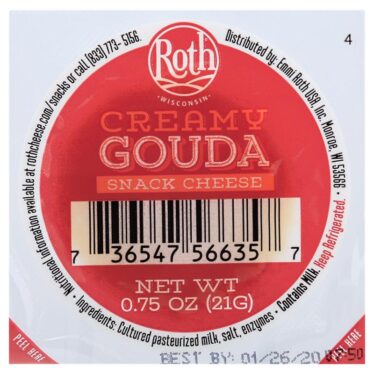 4
Roth
• WISCONSIN •
CREAMY
GOUDA
SNACK CHEESE
7 36547 56635 7
NET WT
0.75 OZ (21G)
Nutritional Information available at rothcheese.com/snacks or call (833) 773- 5156.
Distributed by: Emmi Roth USA, Inc. Monroe, WI 53566 •
• Ingredients: Cultured pasteurized milk, salt, enzymes • Contains Milk. Keep Refrigerated.
PEEL HERE
PEEL HERE
BEST BY: 01/26/20